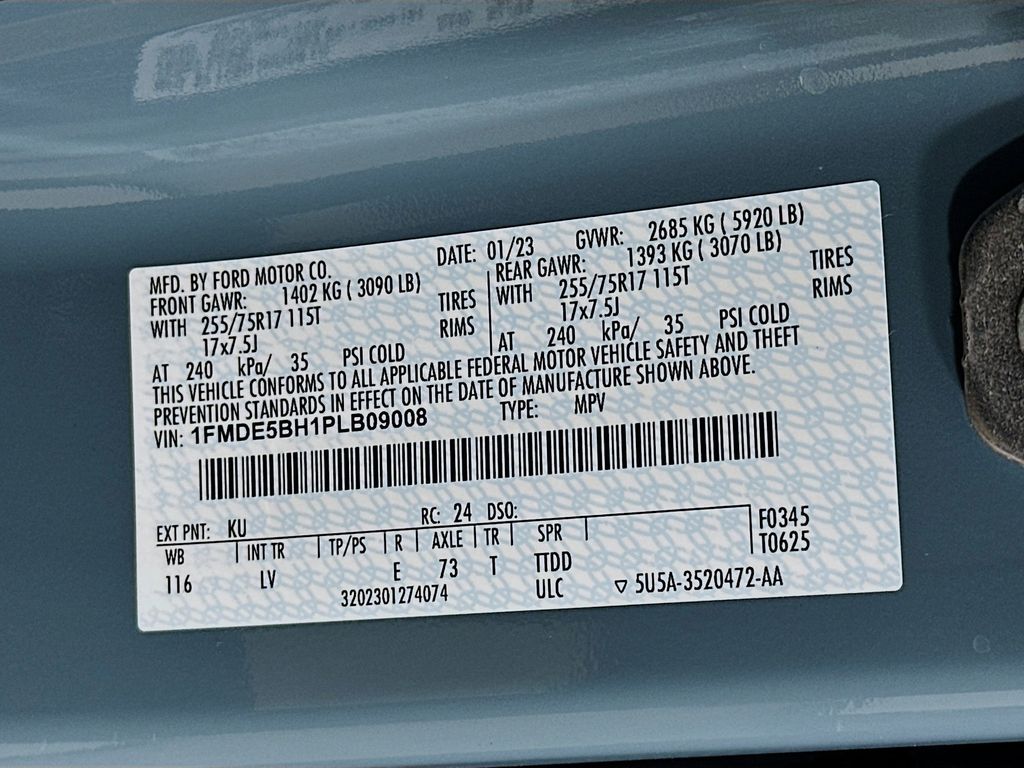 MFD. BY FORD MOTOR CO. DATE: 01/23 GVWR: 2685 KG ( 5920 LB)
FRONT GAWR: 1402 KG ( 3090 LB) REAR GAWR: 1393 KG ( 3070 LB)
WITH 255/75R17 115T TIRES WITH 255/75R17 115T TIRES
17x7.5J RIMS 17x7.5J RIMS
AT 240 kPa/ 35 PSI COLD AT 240 kPa/ 35 PSI COLD
THIS VEHICLE CONFORMS TO ALL APPLICABLE FEDERAL MOTOR VEHICLE SAFETY AND THEFT
PREVENTION STANDARDS IN EFFECT ON THE DATE OF MANUFACTURE SHOWN ABOVE.
VIN: 1FMDE5BH1PLB09008 TYPE: MPV
EXT PNT: KU RC: 24 DSO: F0345
WB INT TR TP/PS R AXLE TR SPR T0625
116 LV E 73 T TTDD
3202301274074 ULC ▽ 5U5A-3520472-AA